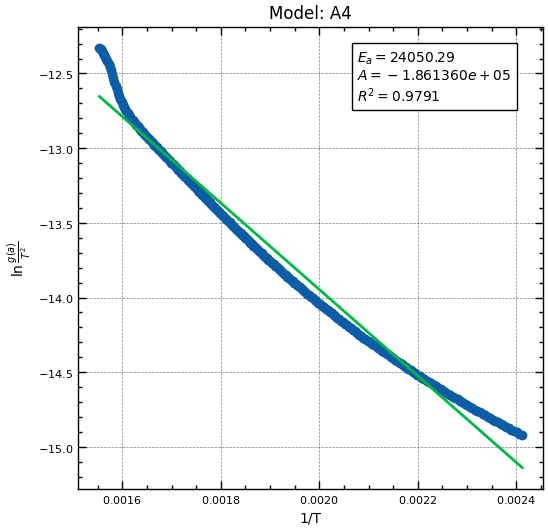 Model: A4
E_a = 24050.29
A = −1.861360e + 05
R^2 = 0.9791
ln g(a)/T^2
−12.5
−13.0
−13.5
−14.0
−14.5
−15.0
0.0016 0.0018 0.0020 0.0022 0.0024
1/T